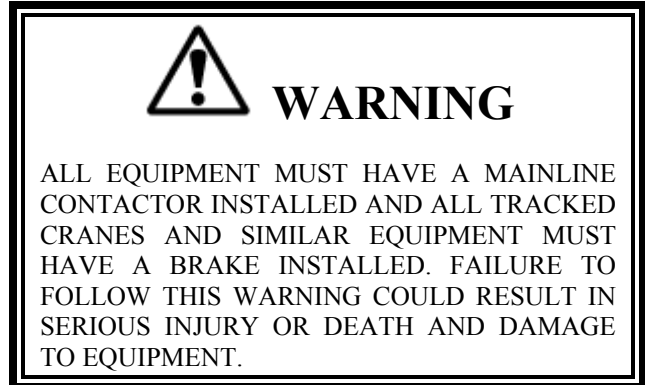 WARNING
ALL EQUIPMENT MUST HAVE A MAINLINE
CONTACTOR INSTALLED AND ALL TRACKED
CRANES AND SIMILAR EQUIPMENT MUST
HAVE A BRAKE INSTALLED. FAILURE TO
FOLLOW THIS WARNING COULD RESULT IN
SERIOUS INJURY OR DEATH AND DAMAGE
TO EQUIPMENT.